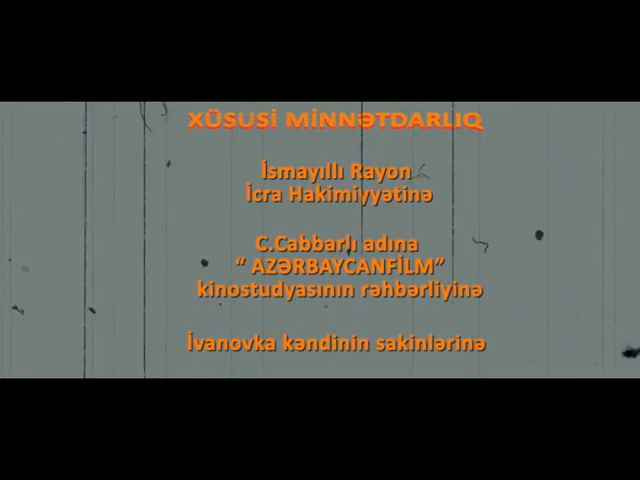 XÜSUSİ MİNNƏTDARLIQ
İsmayıllı Rayon
İcra Hakimiyyətinə
C.Cabbarlı adına
“ AZƏRBAYCANFİLM”
kinostudyasının rəhbərliyinə
İvanovka kəndinin sakinlərinə